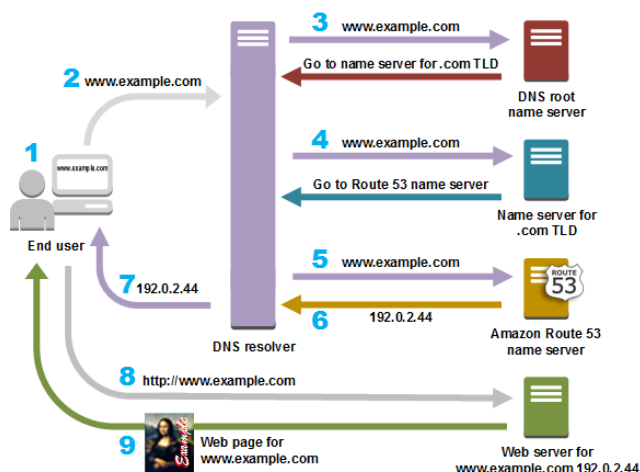 3 www.example.com
Go to name server for .com TLD
DNS root
name server
2 www.example.com
1
www.example.com
End user
4 www.example.com
Go to Route 53 name server
Name server for
.com TLD
5 www.example.com
ROUTE
53
6 192.0.2.44
Amazon Route 53
name server
7 192.0.2.44
DNS resolver
8 http://www.example.com
9
Example
Web page for
www.example.com
Web server for
www.example.com 192.0.2.44